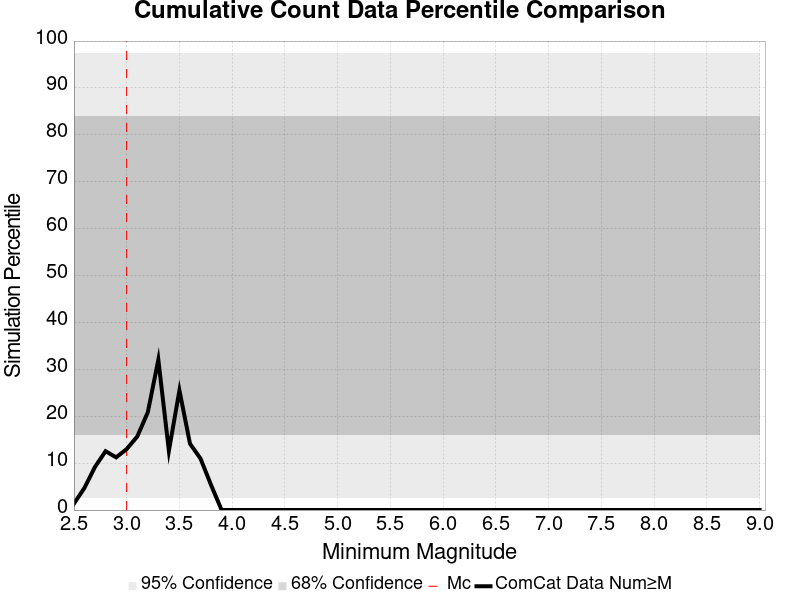 Cumulative Count Data Percentile Comparison
100
90
80
70
60
50
40
30
20
10
0
Simulation Percentile
2.5 3.0 3.5 4.0 4.5 5.0 5.5 6.0 6.5 7.0 7.5 8.0 8.5 9.0
Minimum Magnitude
95% Confidence 68% Confidence Mc ComCat Data Num≥M